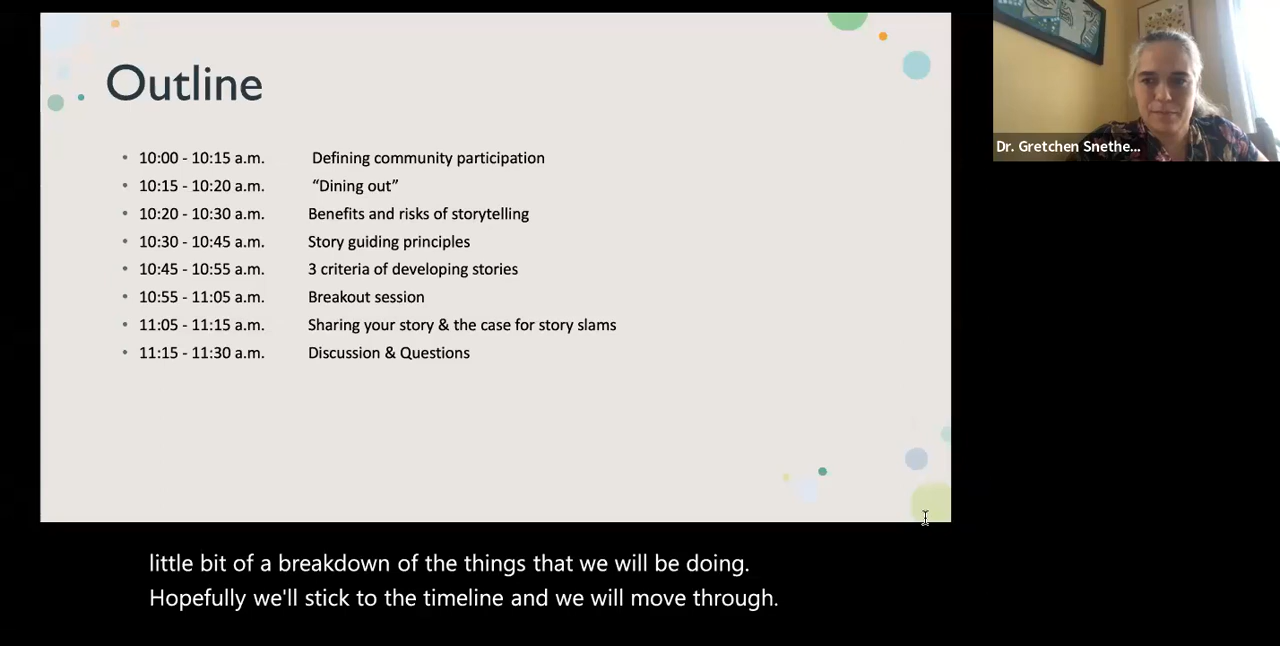 Outline
• 10:00 - 10:15 a.m. Defining community participation
• 10:15 - 10:20 a.m. “Dining out”
• 10:20 - 10:30 a.m. Benefits and risks of storytelling
• 10:30 - 10:45 a.m. Story guiding principles
• 10:45 - 10:55 a.m. 3 criteria of developing stories
• 10:55 - 11:05 a.m. Breakout session
• 11:05 - 11:15 a.m. Sharing your story & the case for story slams
• 11:15 - 11:30 a.m. Discussion & Questions
Dr. Gretchen Snethe...
little bit of a breakdown of the things that we will be doing.
Hopefully we'll stick to the timeline and we will move through.